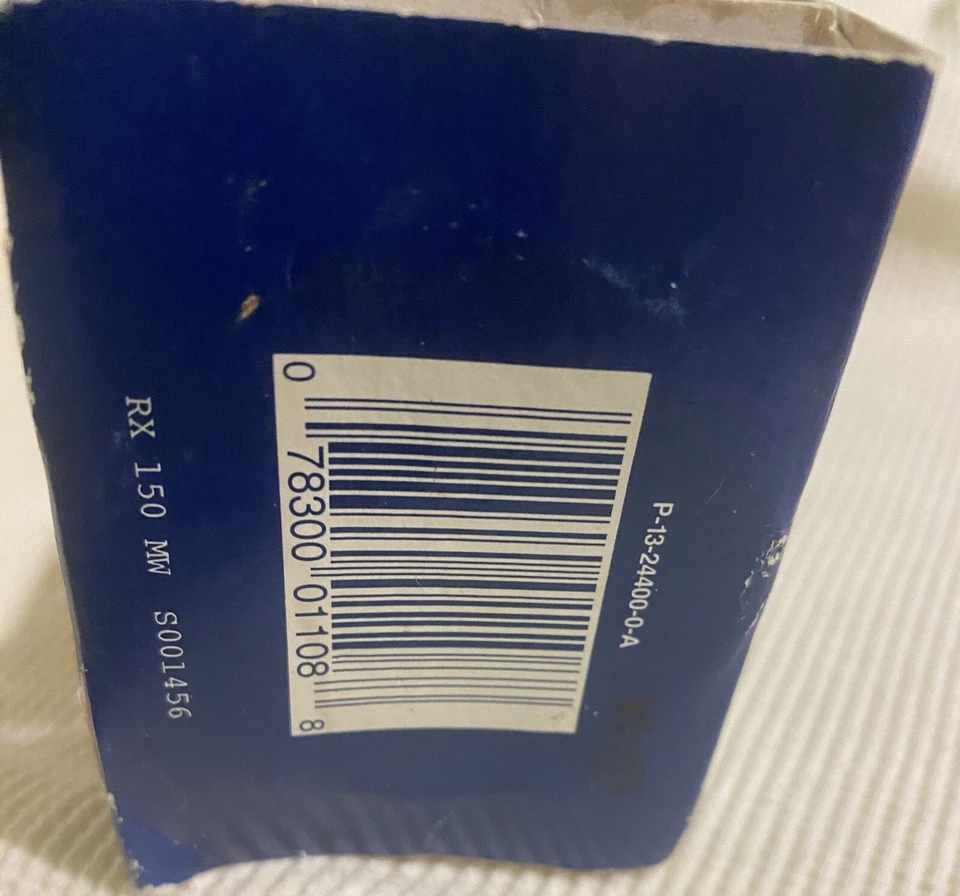 P-13-24400-0-A
0 78300 01108 8
RX 150 MW S001456